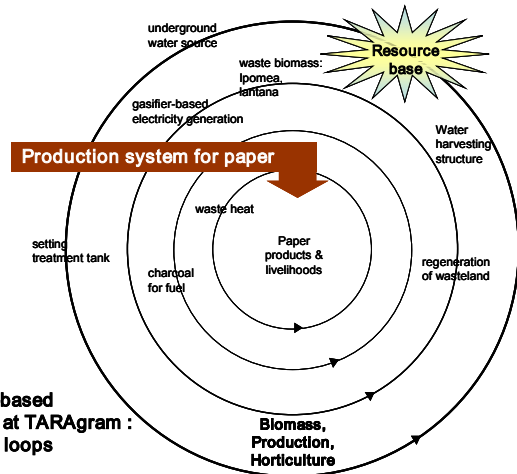 underground
water source
Resource
base
waste biomass:
Ipomea,
lantana
gasifier-based
electricity generation
Water
harvesting
structure
Production system for paper
waste heat
setting
treatment tank
Paper
products &
livelihoods
charcoal
for fuel
regeneration
of wasteland
based
at TARAgram :
loops
Biomass,
Production,
Horticulture